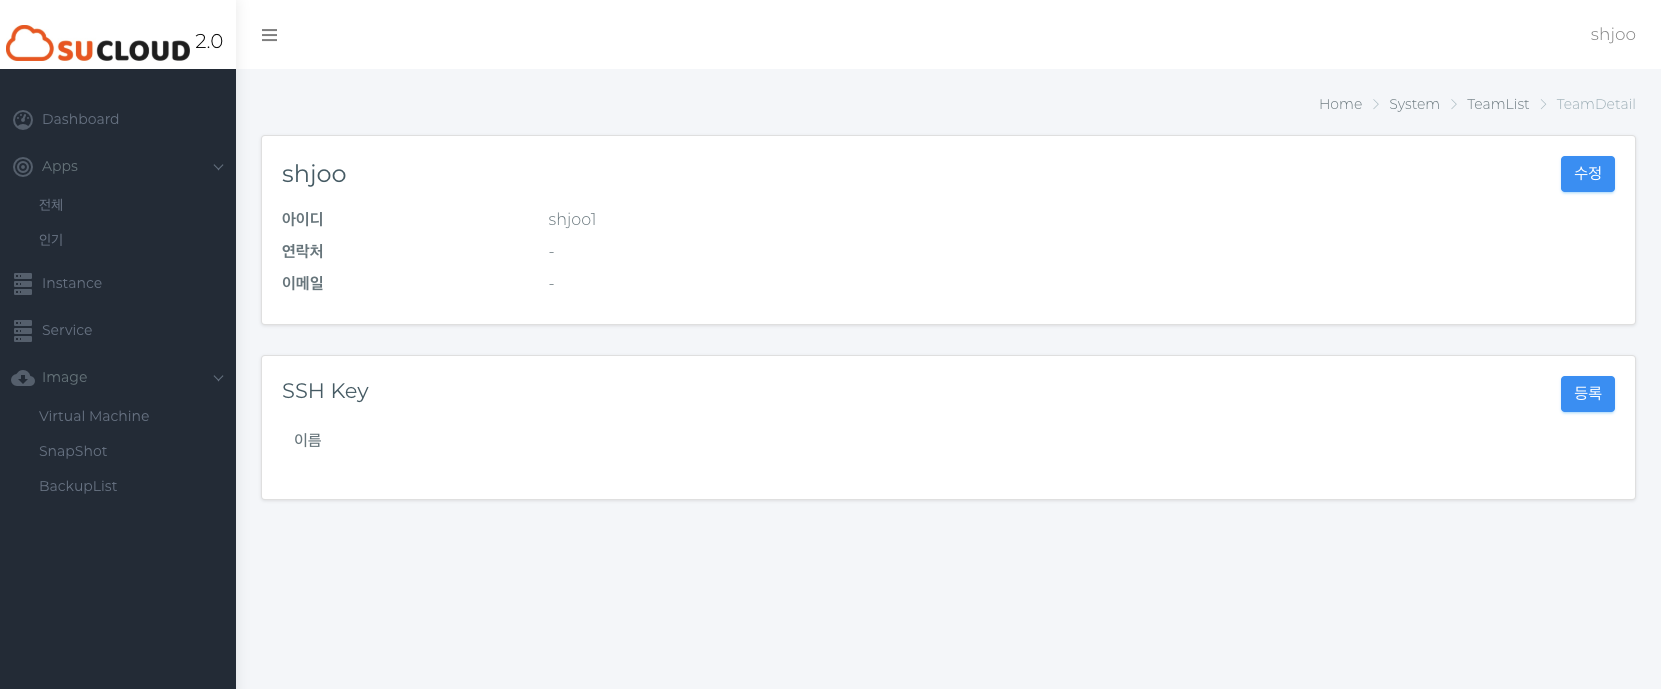 SUCLOUD 2.0
shjoo
Home > System > TeamList > TeamDetail
Dashboard
Apps
전체
인기
Instance
Service
Image
Virtual Machine
SnapShot
BackupList
shjoo
수정
아이디 shjoo1
연락처 -
이메일 -
SSH Key
등록
이름